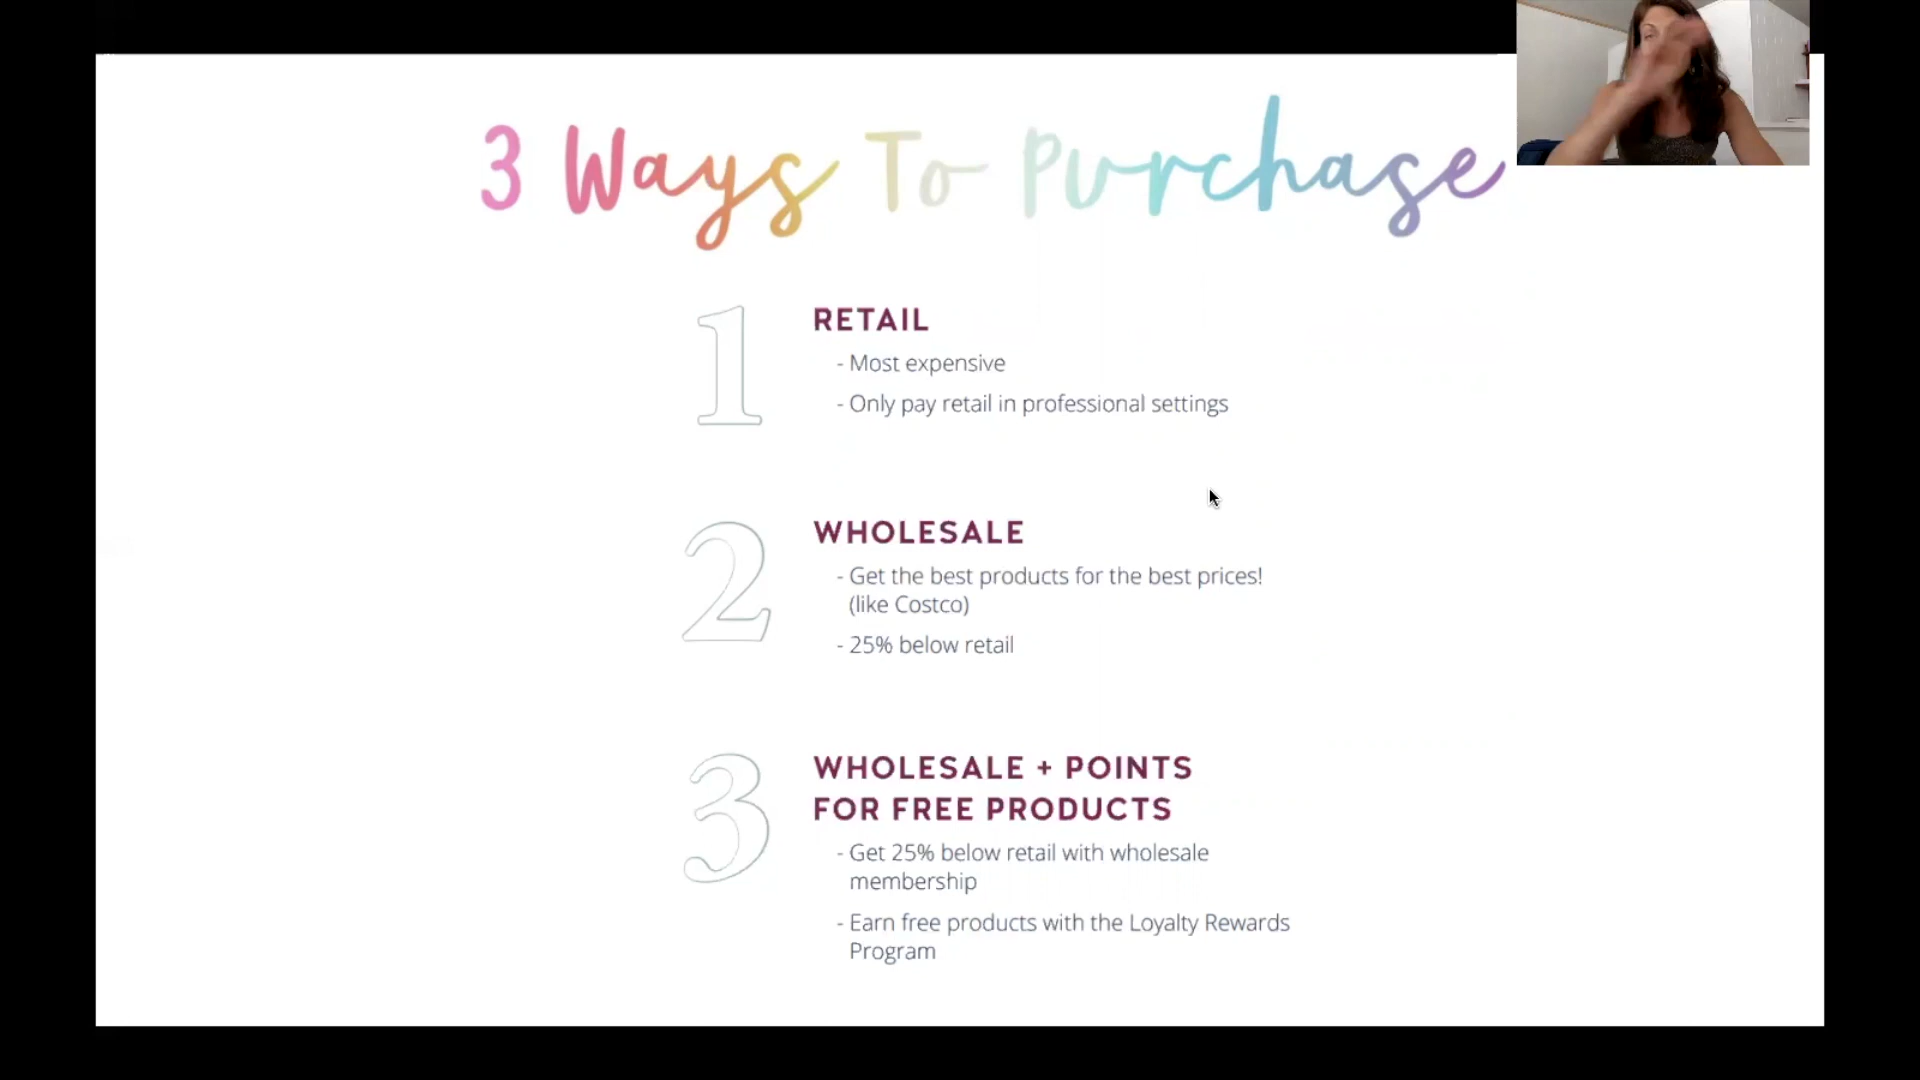 3 Ways To Purchase
1
RETAIL
- Most expensive
- Only pay retail in professional settings
2
WHOLESALE
- Get the best products for the best prices!
(like Costco)
- 25% below retail
3
WHOLESALE + POINTS
FOR FREE PRODUCTS
- Get 25% below retail with wholesale
membership
- Earn free products with the Loyalty Rewards
Program